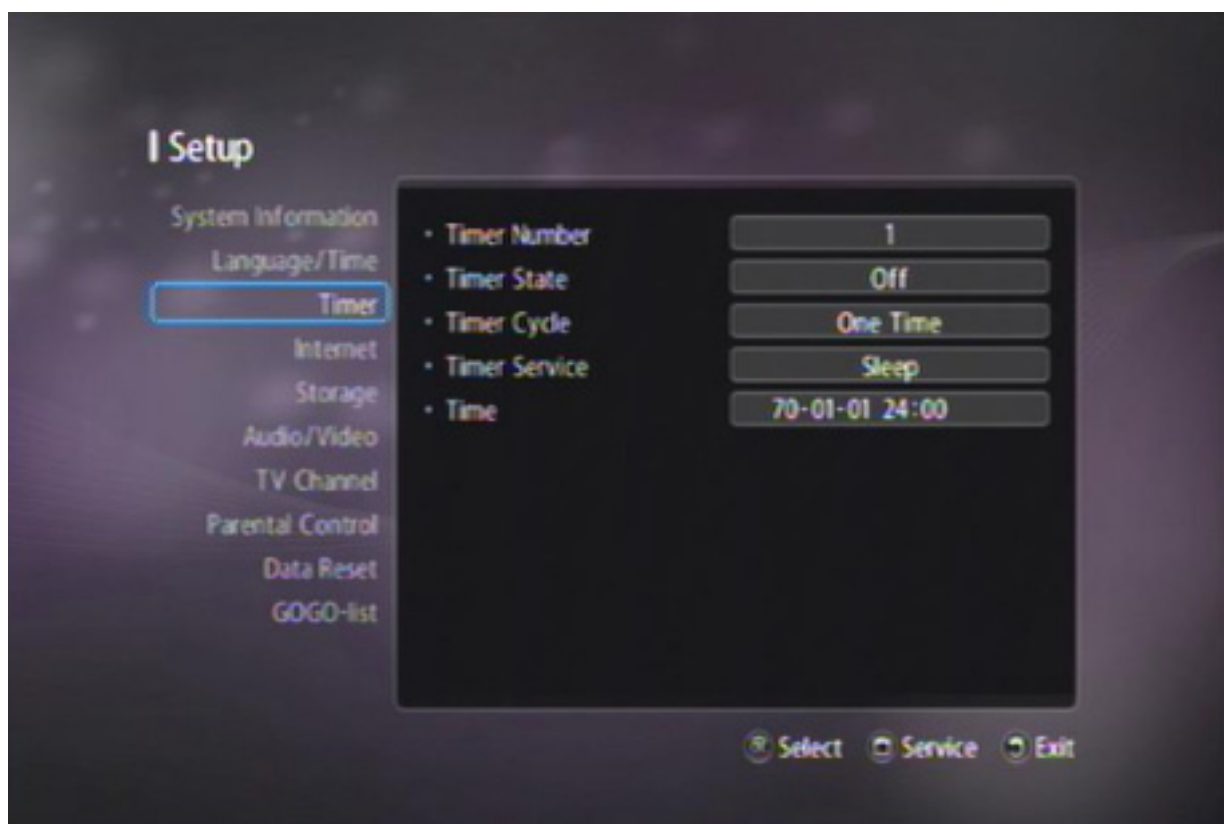 Setup
System Information
Language/Time
Timer
Internet
Storage
Audio/Video
TV Channel
Parental Control
Data Reset
GOGO-list
Timer Number 1
Timer State Off
Timer Cycle One Time
Timer Service Sleep
Time 70-01-01 24:00
Select Service Exit